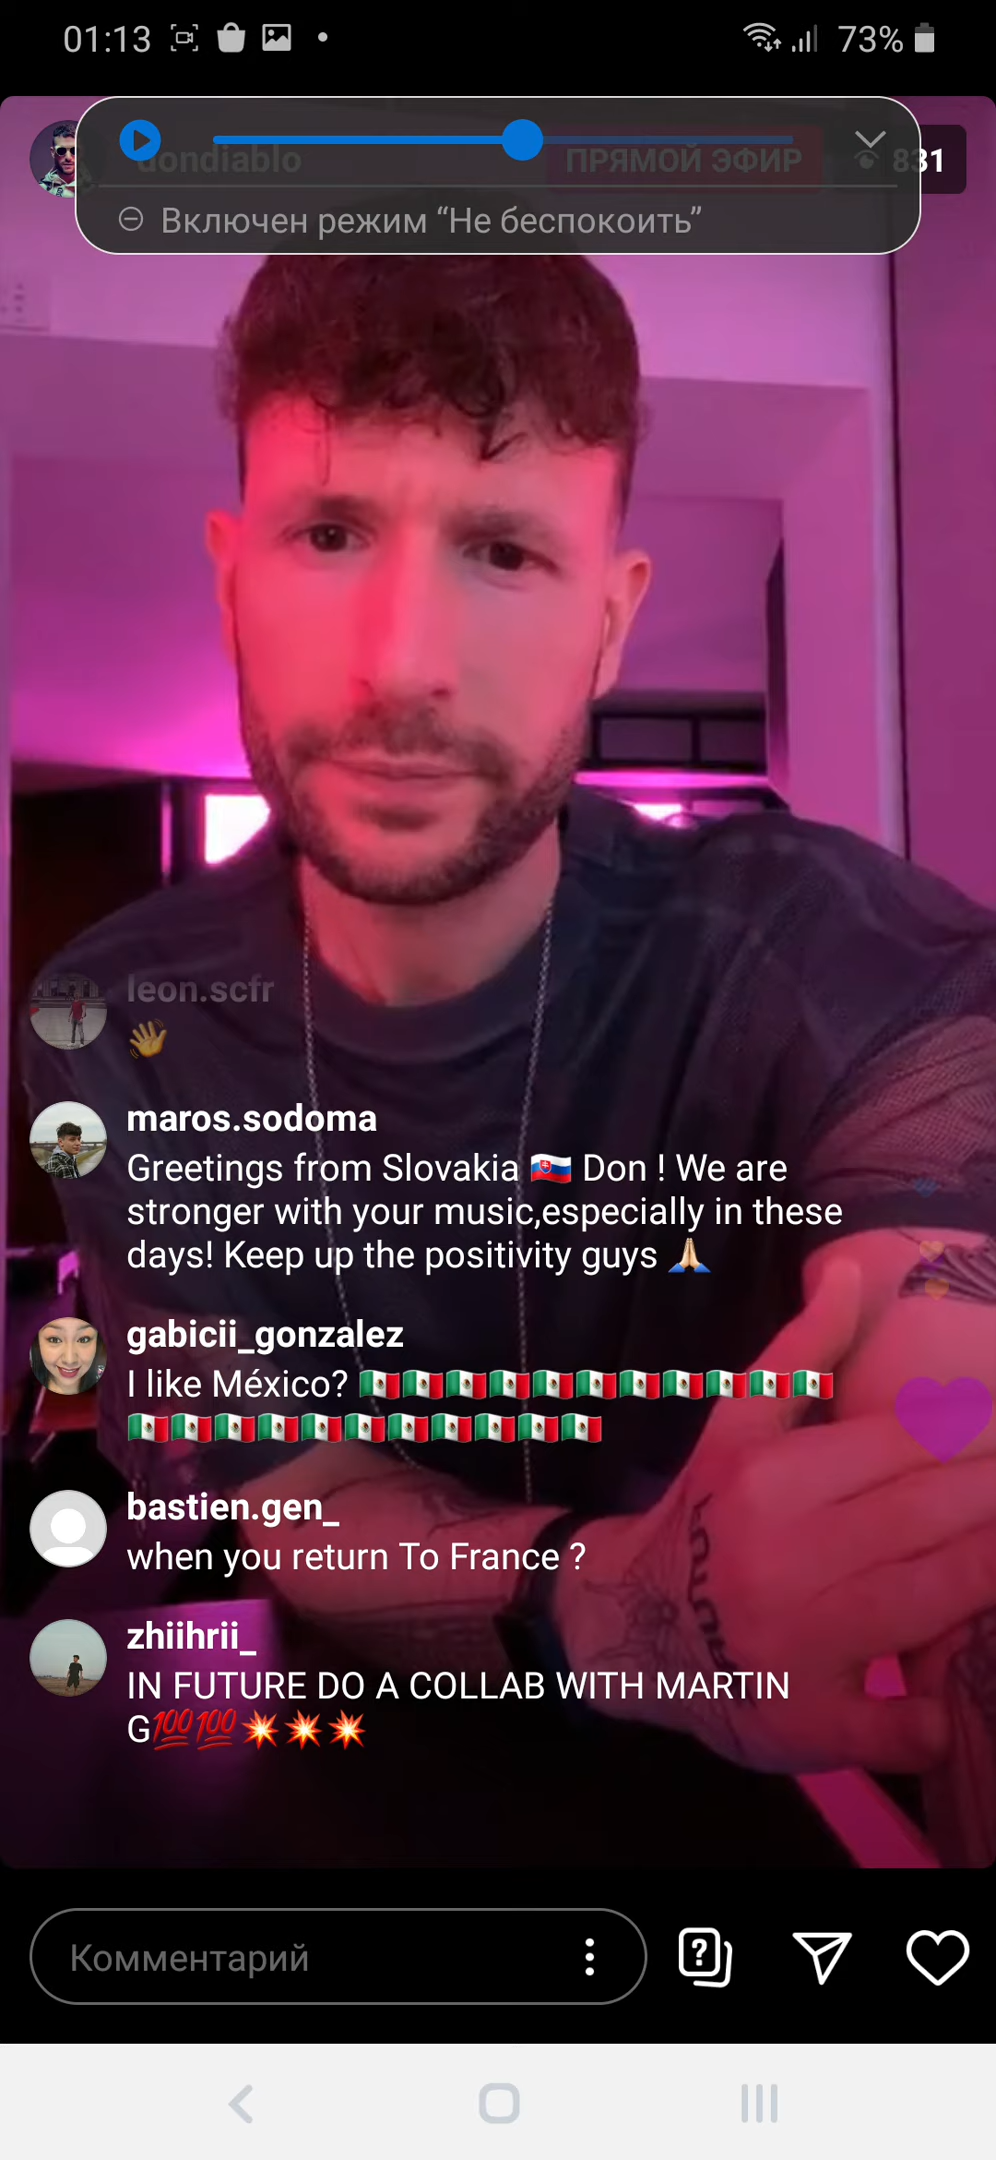 01:13
73%
dondiablo
ПРЯМОЙ ЭФИР
831
Включен режим “Не беспокоить”
leon.scfr
👋
maros.sodoma
Greetings from Slovakia 🇸🇰 Don ! We are
stronger with your music,especially in these
days! Keep up the positivity guys 🙏🏻
gabicii_gonzalez
I like México? 🇲🇽🇲🇽🇲🇽🇲🇽🇲🇽🇲🇽🇲🇽🇲🇽🇲🇽🇲🇽🇲🇽
🇲🇽🇲🇽🇲🇽🇲🇽🇲🇽🇲🇽🇲🇽🇲🇽🇲🇽🇲🇽🇲🇽
bastien.gen_
when you return To France ?
zhiihrii_
IN FUTURE DO A COLLAB WITH MARTIN
G💯💯💥💥💥
Комментарий